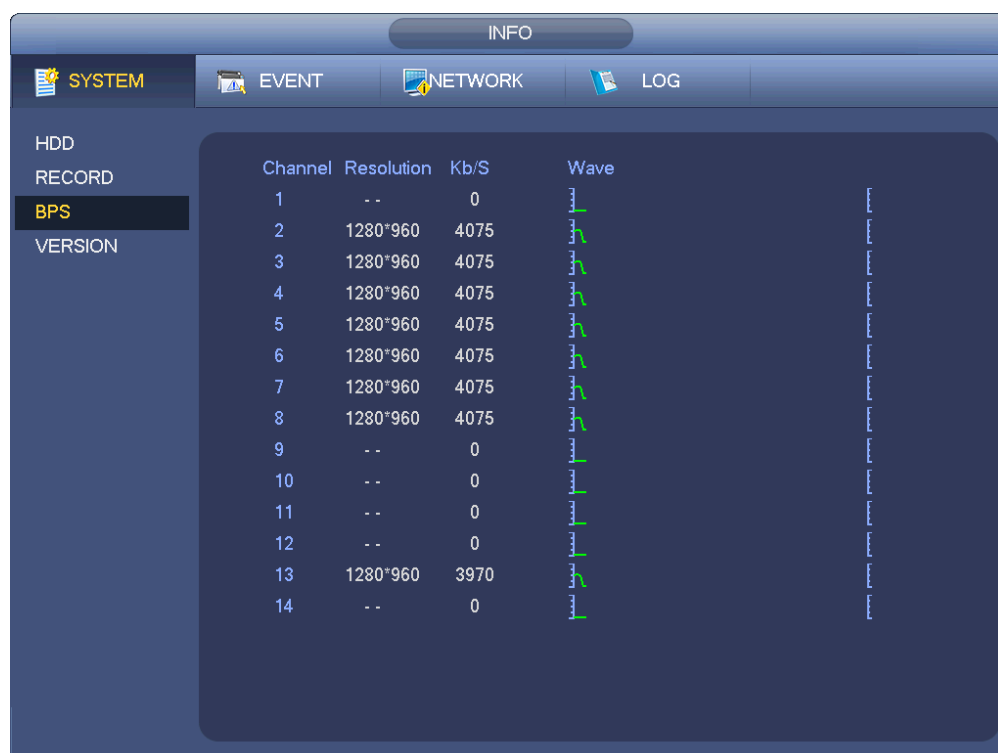 INFO
SYSTEM EVENT NETWORK LOG
HDD
RECORD
BPS
VERSION
Channel Resolution Kb/S Wave
1 - - 0
2 1280*960 4075
3 1280*960 4075
4 1280*960 4075
5 1280*960 4075
6 1280*960 4075
7 1280*960 4075
8 1280*960 4075
9 - - 0
10 - - 0
11 - - 0
12 - - 0
13 1280*960 3970
14 - - 0